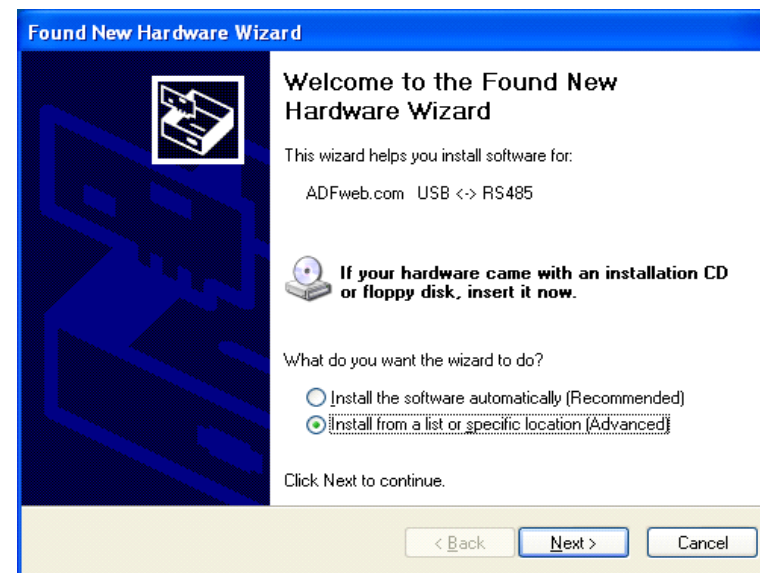 Found New Hardware Wizard
Welcome to the Found New
Hardware Wizard
This wizard helps you install software for:
ADFweb.com USB <-> RS485
If your hardware came with an installation CD
or floppy disk, insert it now.
What do you want the wizard to do?
Install the software automatically (Recommended)
Install from a list or specific location (Advanced)
Click Next to continue.
< Back Next > Cancel